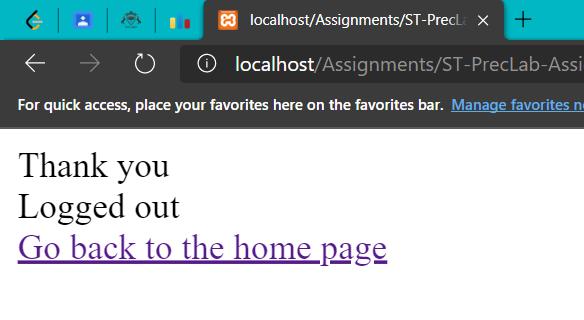 localhost/Assignments/ST-PrecLa
localhost/Assignments/ST-PrecLab-Assi
For quick access, place your favorites here on the favorites bar. Manage favorites n
Thank you
Logged out
Go back to the home page